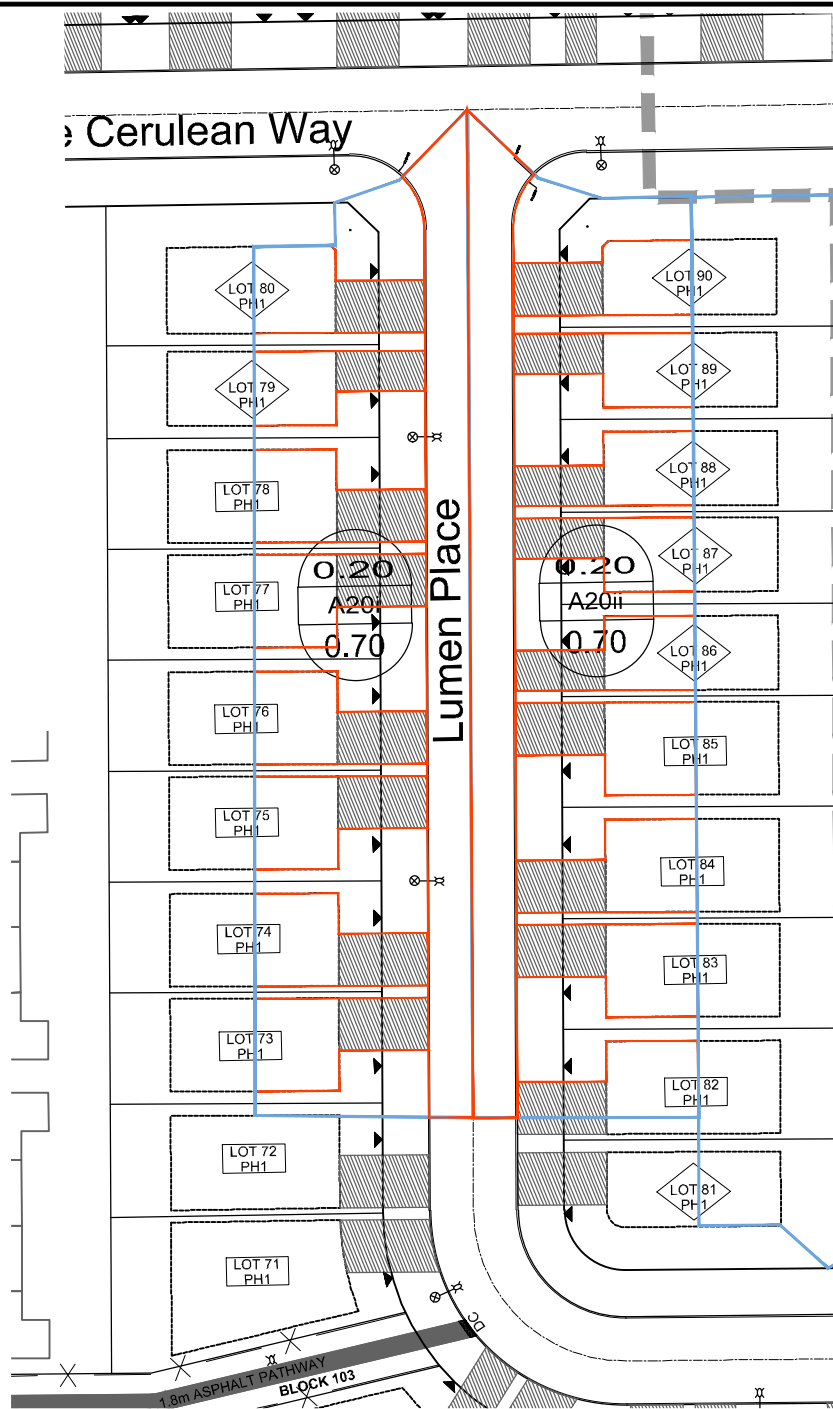 e Cerulean Way
LOT 80
PH1
LOT 90
PH1
LOT 79
PH1
LOT 89
PH1
LOT 78
PH1
LOT 88
PH1
LOT 77
PH1
LOT 87
PH1
0.20
A20i
0.70
0.20
A20ii
0.70
Lumen Place
LOT 76
PH1
LOT 86
PH1
LOT 75
PH1
LOT 85
PH1
LOT 74
PH1
LOT 84
PH1
LOT 73
PH1
LOT 83
PH1
LOT 72
PH1
LOT 82
PH1
LOT 71
PH1
LOT 81
PH1
DC
1.8m ASPHALT PATHWAY
BLOCK 103